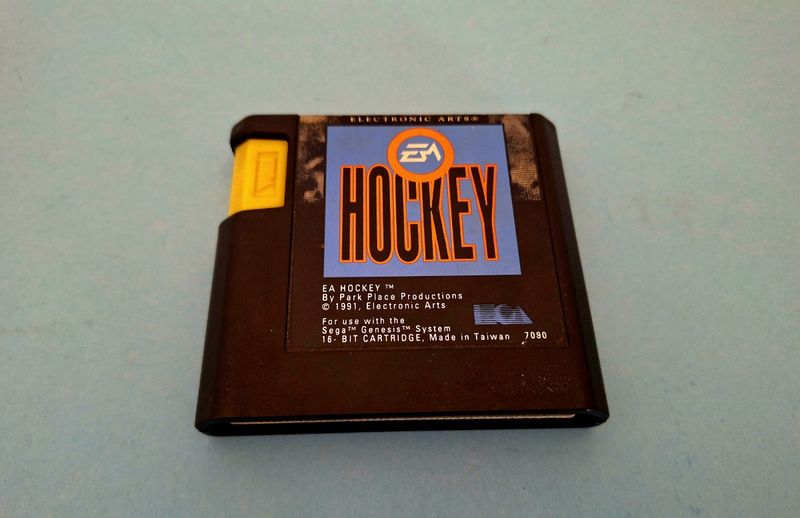 ELECTRONIC ARTS®
EA
HOCKEY
EA HOCKEY ™
By Park Place Productions
© 1991, Electronic Arts
For use with the
Sega™ Genesis™ System
16- BIT CARTRIDGE, Made in Taiwan 7090